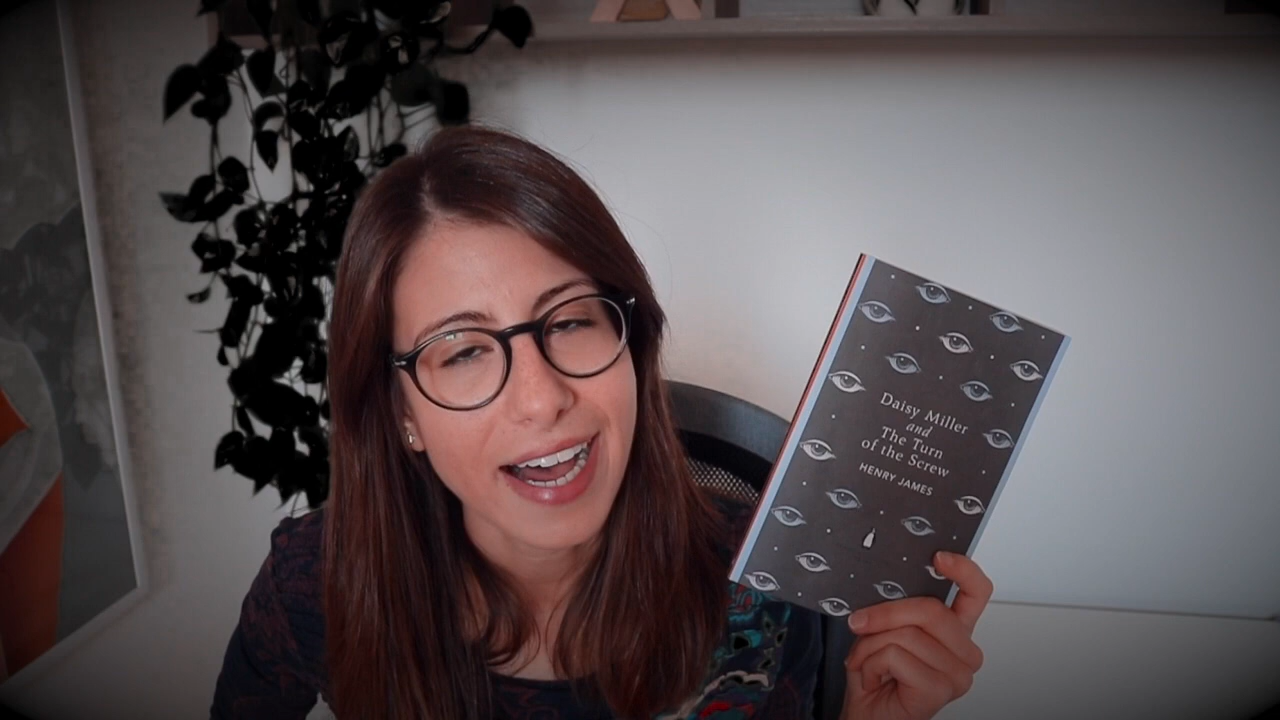 Daisy Miller
and
The Turn
of the Screw
HENRY JAMES